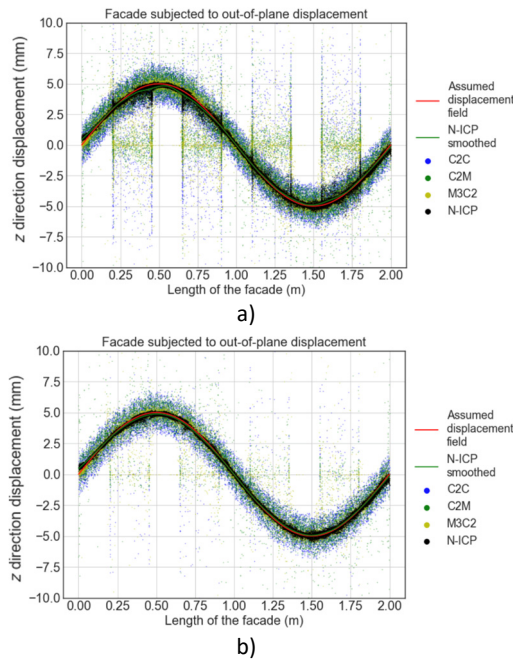 Facade subjected to out-of-plane displacement
10.0
7.5
5.0
2.5
0.0
−2.5
−5.0
−7.5
−10.0
z direction displacement (mm)
0.00 0.25 0.50 0.75 1.00 1.25 1.50 1.75 2.00
Length of the facade (m)
Assumed
displacement
field
N-ICP
smoothed
C2C
C2M
M3C2
N-ICP
a)
Facade subjected to out-of-plane displacement
10.0
7.5
5.0
2.5
0.0
−2.5
−5.0
−7.5
−10.0
z direction displacement (mm)
0.00 0.25 0.50 0.75 1.00 1.25 1.50 1.75 2.00
Length of the facade (m)
Assumed
displacement
field
N-ICP
smoothed
C2C
C2M
M3C2
N-ICP
b)